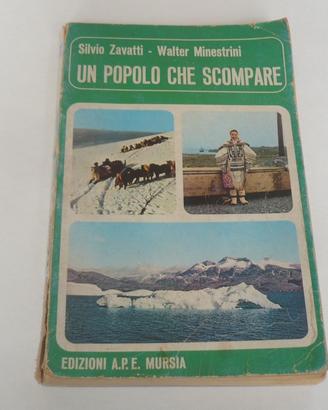 Silvio Zavatti - Walter Minestrini
UN POPOLO CHE SCOMPARE
EDIZIONI A.P.E. MURSIA